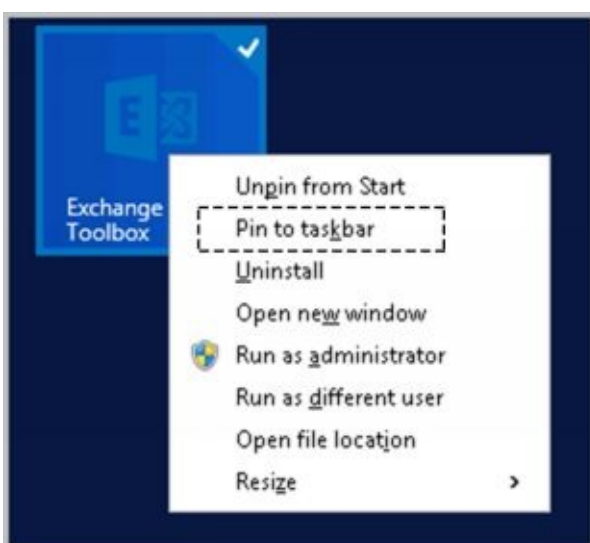 E
Exchange
Toolbox
Unpin from Start
Pin to taskbar
Uninstall
Open new window
Run as administrator
Run as different user
Open file location
Resize